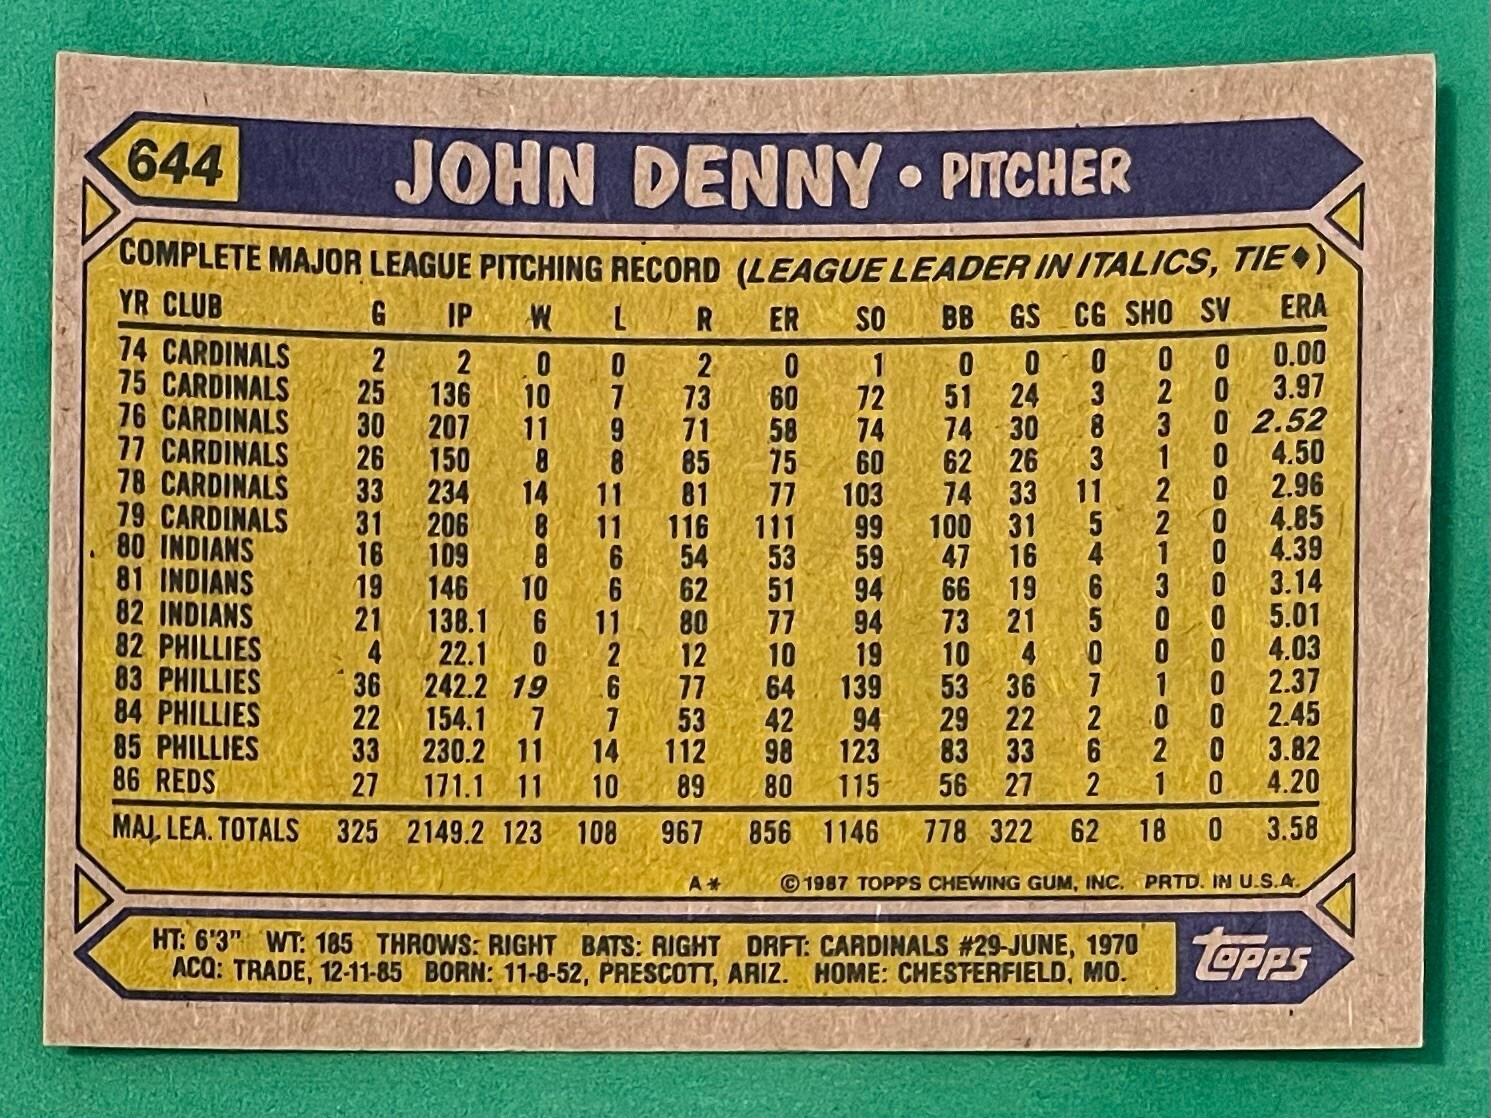 644 JOHN DENNY • PITCHER
COMPLETE MAJOR LEAGUE PITCHING RECORD (LEAGUE LEADER IN ITALICS, TIE♦)
YR CLUB G IP W L R ER SO BB GS CG SHO SV ERA
74 CARDINALS 2 2 0 0 2 0 1 0 0 0 0 0 0.00
75 CARDINALS 25 136 10 7 73 60 72 51 24 3 2 0 3.97
76 CARDINALS 30 207 11 9 71 58 74 74 30 8 3 0 2.52
77 CARDINALS 26 150 8 8 85 75 60 62 26 3 1 0 4.50
78 CARDINALS 33 234 14 11 81 77 103 74 33 11 2 0 2.96
79 CARDINALS 31 206 8 11 116 111 99 100 31 5 2 0 4.85
80 INDIANS 16 109 8 6 54 53 59 47 16 4 1 0 4.39
81 INDIANS 19 146 10 6 62 51 94 66 19 6 3 0 3.14
82 INDIANS 21 138.1 6 11 80 77 94 73 21 5 0 0 5.01
82 PHILLIES 4 22.1 0 2 12 10 19 10 4 0 0 0 4.03
83 PHILLIES 36 242.2 19 6 77 64 139 53 36 7 1 0 2.37
84 PHILLIES 22 154.1 7 7 53 42 94 29 22 2 0 0 2.45
85 PHILLIES 33 230.2 11 14 112 98 123 83 33 6 2 0 3.82
86 REDS 27 171.1 11 10 89 80 115 56 27 2 1 0 4.20
MAJ. LEA. TOTALS 325 2149.2 123 108 967 856 1146 778 322 62 18 0 3.58
A* © 1987 TOPPS CHEWING GUM, INC. PRTD. IN U.S.A.
HT: 6'3" WT: 185 THROWS: RIGHT BATS: RIGHT DRFT: CARDINALS #29-JUNE, 1970
ACQ: TRADE, 12-11-85 BORN: 11-8-52, PRESCOTT, ARIZ. HOME: CHESTERFIELD, MO.
topps